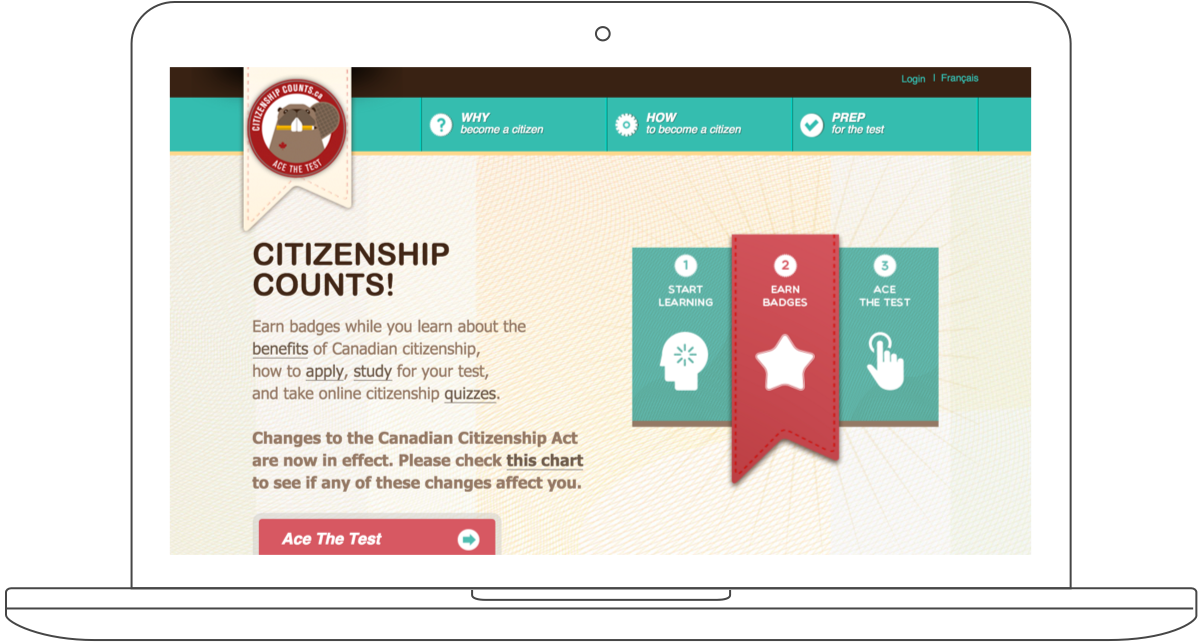 Login | Français
CITIZENSHIP COUNTS.ca
ACE THE TEST
?
WHY
become a citizen
HOW
to become a citizen
PREP
for the test
CITIZENSHIP
COUNTS!
Earn badges while you learn about the
benefits of Canadian citizenship,
how to apply, study for your test,
and take online citizenship quizzes.
Changes to the Canadian Citizenship Act
are now in effect. Please check this chart
to see if any of these changes affect you.
Ace The Test
1
START
LEARNING
2
EARN
BADGES
3
ACE
THE TEST